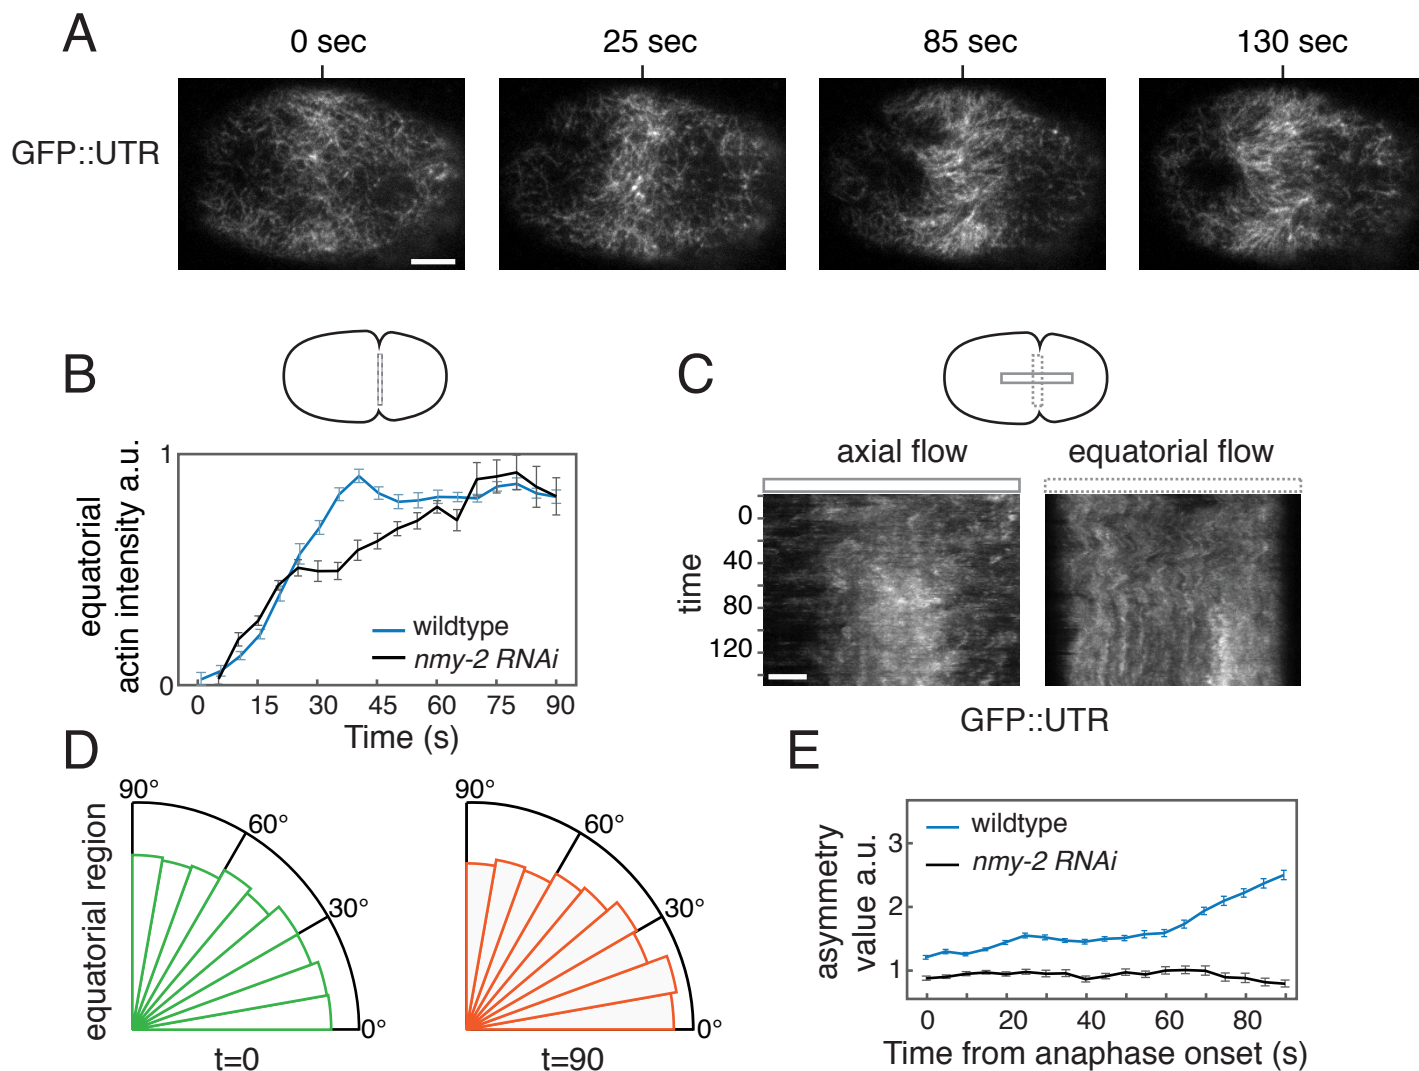 A
0 sec 25 sec 85 sec 130 sec
GFP::UTR
B
equatorial
actin intensity a.u.
1
0
wildtype
nmy-2 RNAi
0 15 30 45 60 75 90
Time (s)
C
axial flow equatorial flow
time
0
40
80
120
GFP::UTR
D
equatorial region
90°
60°
30°
0°
t=0
90°
60°
30°
0°
t=90
E
asymmetry
value a.u.
3
2
1
wildtype
nmy-2 RNAi
0 20 40 60 80
Time from anaphase onset (s)